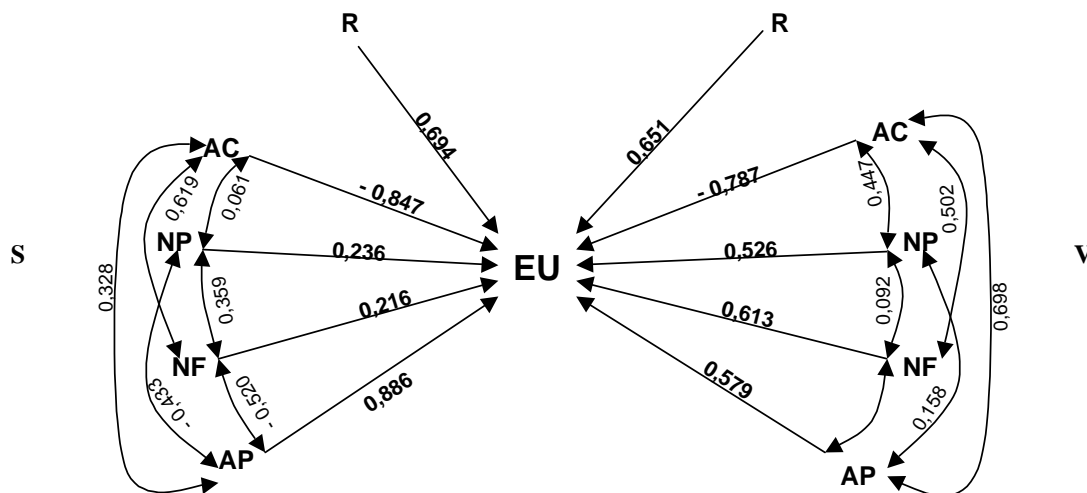 R
R
0,694
0,651
AC
AC
0,619
0,061
- 0,847
- 0,787
0,447
0,502
S
NP
0,236
EU
0,526
NP
V
0,328
0,359
0,216
0,613
0,092
0,698
NF
NF
- 0,433
- 0,520
0,886
0,579
0,158
AP
AP